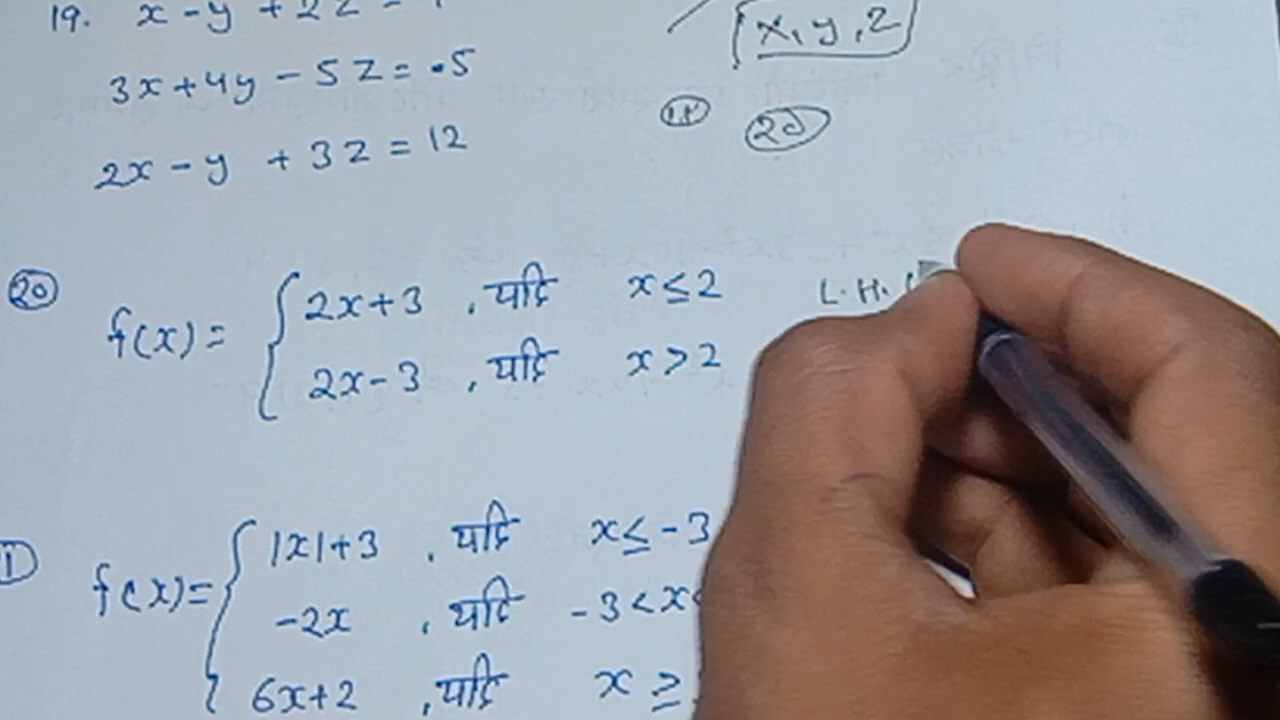 19. x - y + 2z =
3x + 4y - 5z = .5
2x - y + 3z = 12
x, y, z
20
20 f(x) = { 2x + 3 , यदि x ≤ 2
2x - 3 , यदि x > 2
L.H.
f(x) = { |x| + 3 , यदि x ≤ -3
-2x , यदि -3 < x <
6x + 2 , यदि x ≥